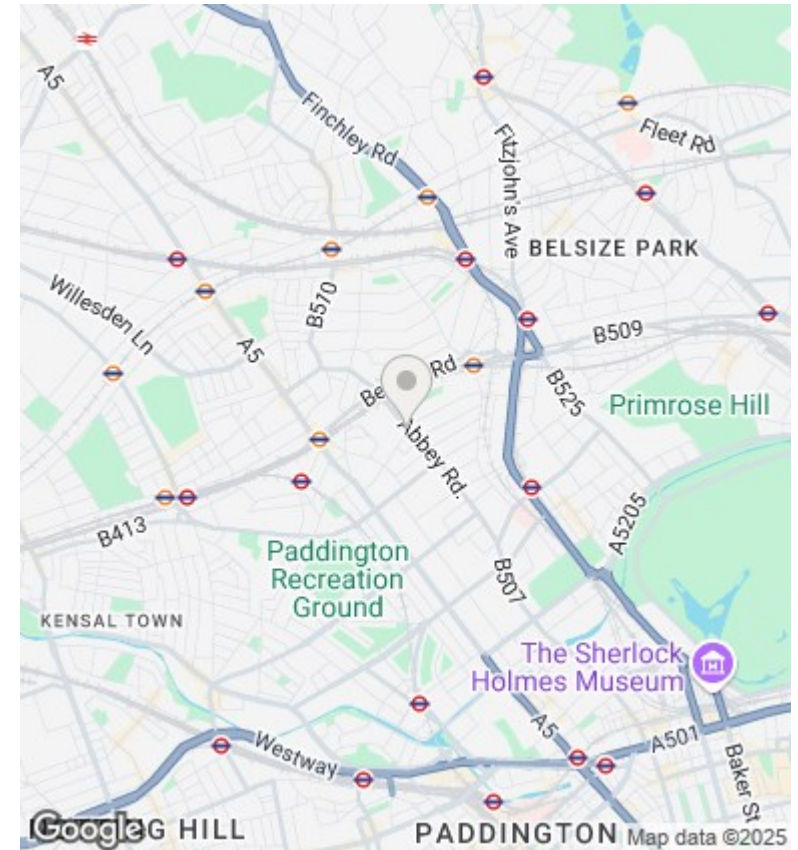 A5
Finchley Rd
Fitzjohn's Ave
Fleet Rd
BELSIZE PARK
B510
Willesden Ln
B509
A5
Rd
B525
Primrose Hill
Abbey Rd.
B413
A5205
Paddington
Recreation
Ground
B507
KENSAL TOWN
The Sherlock
Holmes Museum
A5
A501
Westway
Baker St
Google
G HILL
PADDINGTON
Map data ©2025